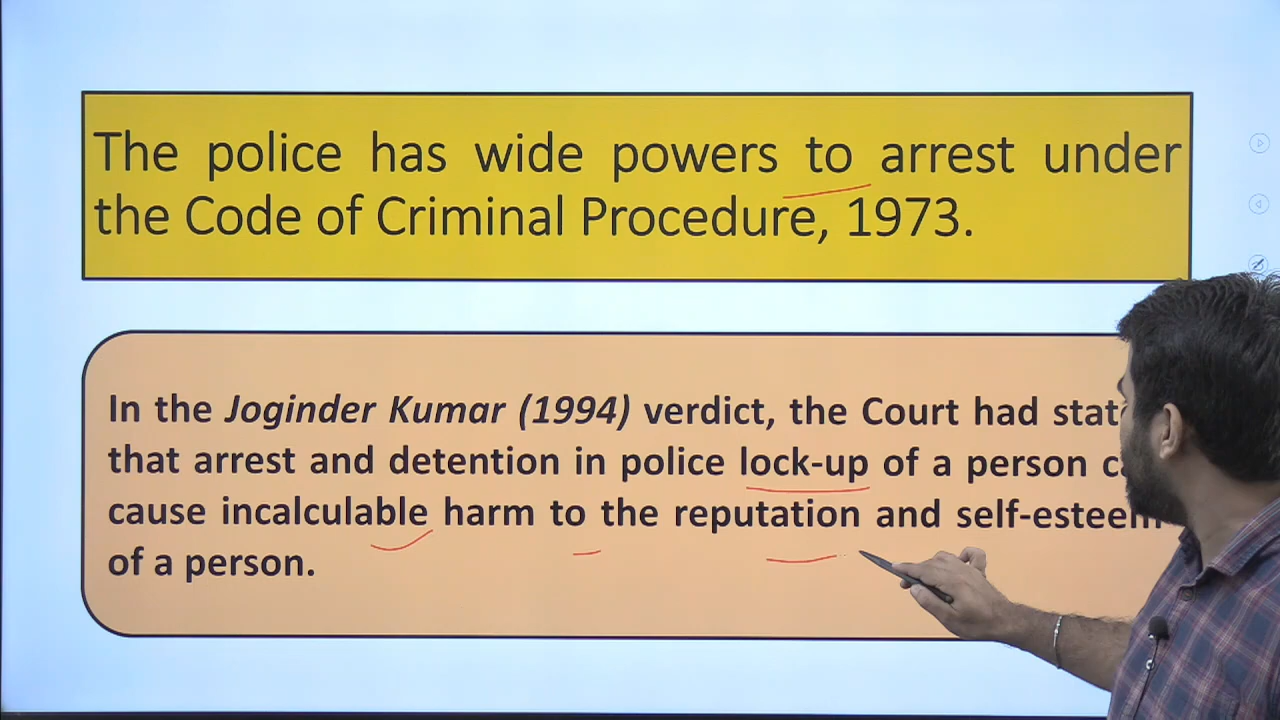 The police has wide powers to arrest under
the Code of Criminal Procedure, 1973.
In the Joginder Kumar (1994) verdict, the Court had
that arrest and detention in police lock-up of a person
cause incalculable harm to the reputation and self-esteem
of a person.